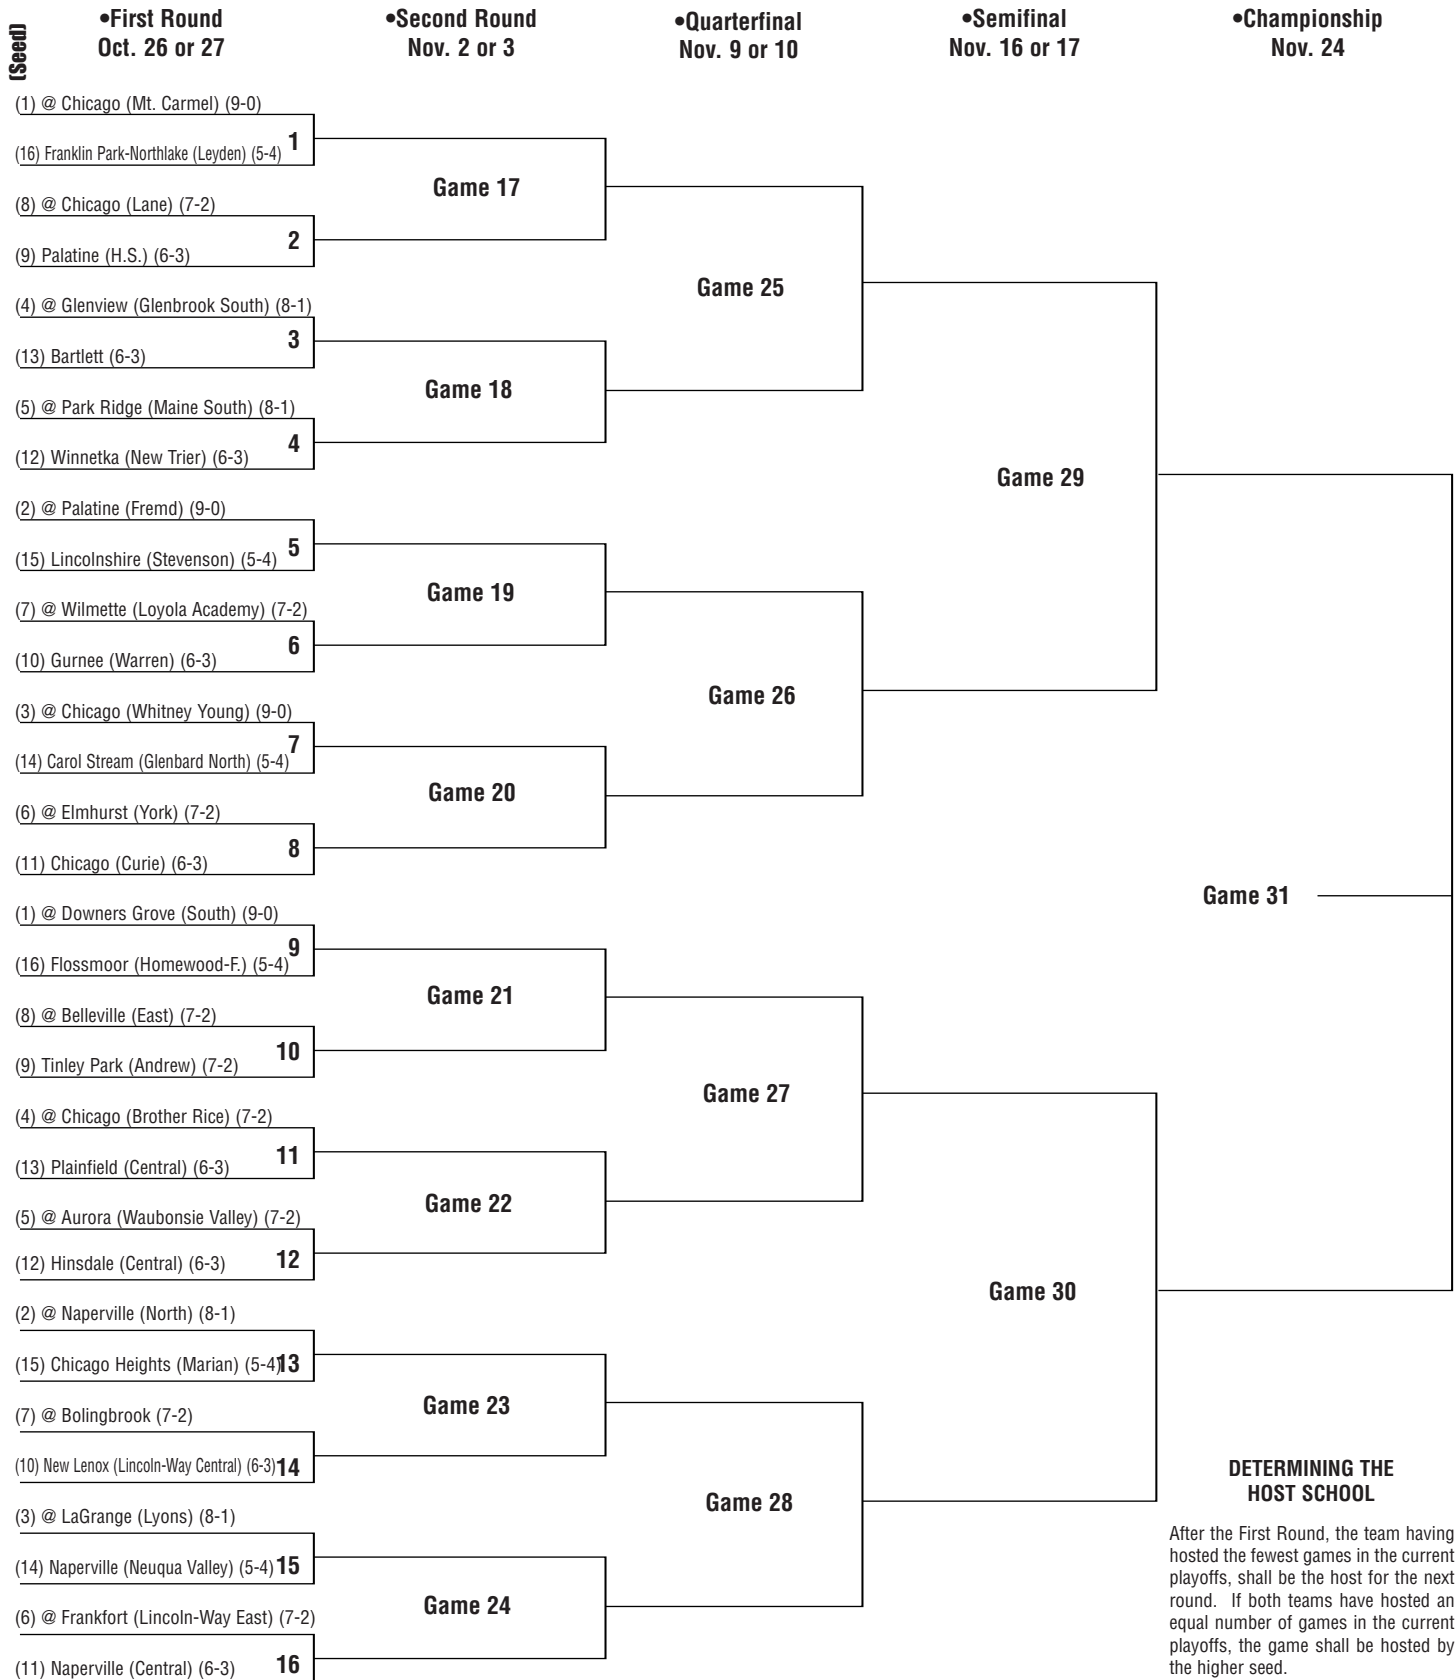 (Seed)
•First Round
Oct. 26 or 27
•Second Round
Nov. 2 or 3
•Quarterfinal
Nov. 9 or 10
•Semifinal
Nov. 16 or 17
•Championship
Nov. 24
(1) @ Chicago (Mt. Carmel) (9-0)
1
(16) Franklin Park-Northlake (Leyden) (5-4)
Game 17
(8) @ Chicago (Lane) (7-2)
2
(9) Palatine (H.S.) (6-3)
Game 25
(4) @ Glenview (Glenbrook South) (8-1)
3
(13) Bartlett (6-3)
Game 18
(5) @ Park Ridge (Maine South) (8-1)
4
(12) Winnetka (New Trier) (6-3)
Game 29
(2) @ Palatine (Fremd) (9-0)
5
(15) Lincolnshire (Stevenson) (5-4)
Game 19
(7) @ Wilmette (Loyola Academy) (7-2)
6
(10) Gurnee (Warren) (6-3)
Game 26
(3) @ Chicago (Whitney Young) (9-0)
7
(14) Carol Stream (Glenbard North) (5-4)
Game 20
(6) @ Elmhurst (York) (7-2)
8
(11) Chicago (Curie) (6-3)
Game 31
(1) @ Downers Grove (South) (9-0)
9
(16) Flossmoor (Homewood-F.) (5-4)
Game 21
(8) @ Belleville (East) (7-2)
10
(9) Tinley Park (Andrew) (7-2)
Game 27
(4) @ Chicago (Brother Rice) (7-2)
11
(13) Plainfield (Central) (6-3)
Game 22
(5) @ Aurora (Waubonsie Valley) (7-2)
12
(12) Hinsdale (Central) (6-3)
Game 30
(2) @ Naperville (North) (8-1)
(15) Chicago Heights (Marian) (5-4)
13
Game 23
(7) @ Bolingbrook (7-2)
(10) New Lenox (Lincoln-Way Central) (6-3)
14
Game 28
(3) @ LaGrange (Lyons) (8-1)
(14) Naperville (Neuqua Valley) (5-4)
15
Game 24
(6) @ Frankfort (Lincoln-Way East) (7-2)
(11) Naperville (Central) (6-3)
16
DETERMINING THE
HOST SCHOOL
After the First Round, the team having
hosted the fewest games in the current
playoffs, shall be the host for the next
round. If both teams have hosted an
equal number of games in the current
playoffs, the game shall be hosted by
the higher seed.